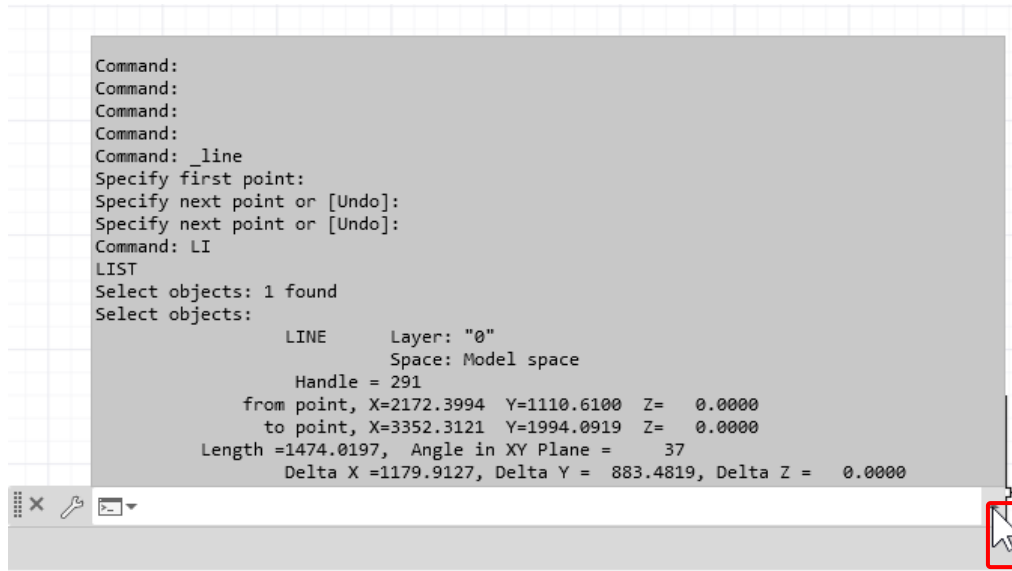 Command:
Command:
Command:
Command:
Command: _line
Specify first point:
Specify next point or [Undo]:
Specify next point or [Undo]:
Command: LI
LIST
Select objects: 1 found
Select objects:
LINE Layer: "0"
Space: Model space
Handle = 291
from point, X=2172.3994 Y=1110.6100 Z= 0.0000
to point, X=3352.3121 Y=1994.0919 Z= 0.0000
Length =1474.0197, Angle in XY Plane = 37
Delta X =1179.9127, Delta Y = 883.4819, Delta Z = 0.0000